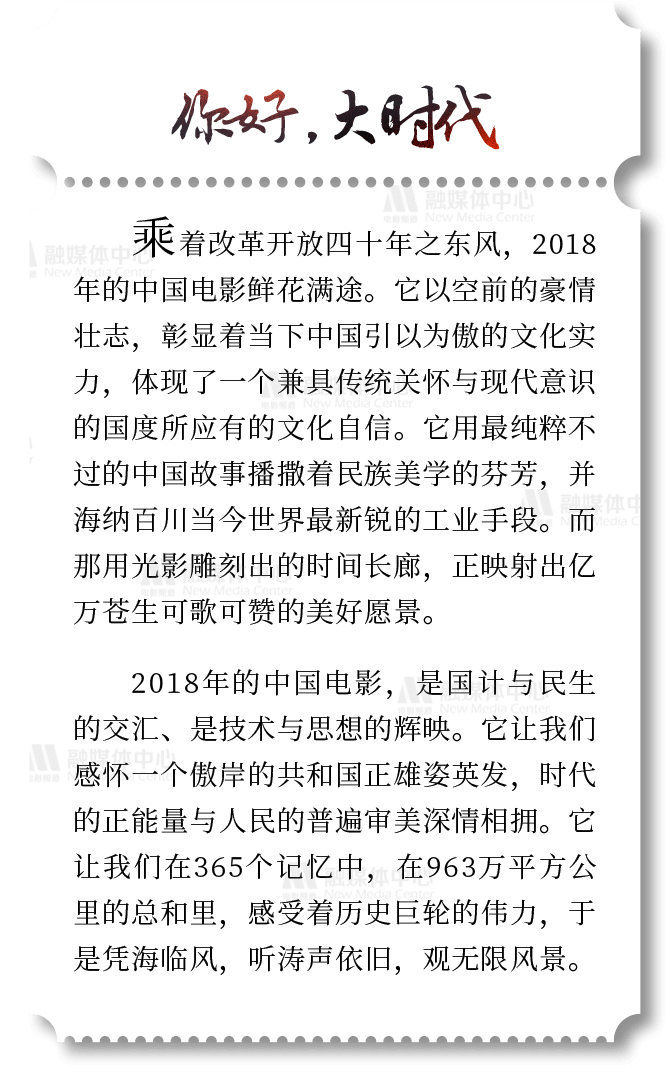 你好，大时代
融媒体中心
New Media Center
电影频道
融媒体中心
New Media Center
乘着改革开放四十年之东风，2018
年的中国电影鲜花满途。它以空前的豪情
壮志，彰显着当下中国引以为傲的文化实
力，体现了一个兼具传统关怀与现代意识
的国度所应有的文化自信。它用最纯粹不
过的中国故事播撒着民族美学的芬芳，并
海纳百川当今世界最新锐的工业手段。而
那用光影雕刻出的时间长廊，正映射出亿
万苍生可歌可赞的美好愿景。
2018年的中国电影，是国计与民生
的交汇、是技术与思想的辉映。它让我们
感怀一个傲岸的共和国正雄姿英发，时代
的正能量与人民的普遍审美深情相拥。它
让我们在365个记忆中，在963万平方公
里的总和里，感受着历史巨轮的伟力，于
是凭海临风，听涛声依旧，观无限风景。